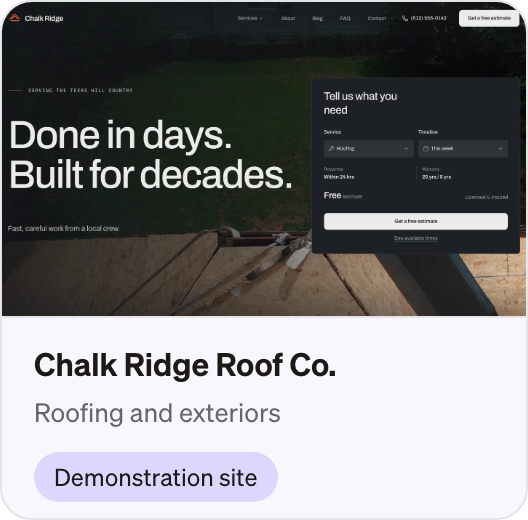 Chalk Ridge
Services
About
Blog
FAQ
Contact
(512) 555-0142
Get a free estimate
SERVING THE TEXAS HILL COUNTRY
Done in days.
Built for decades.
Fast, careful work from a local crew.
Tell us what you
need
Service
Timeline
Roofing
This week
Response
Warranty
Within 24 hrs
25 yrs / 6 yrs
Free estimate
Licensed & insured
Get a free estimate
See available times
Chalk Ridge Roof Co.
Roofing and exteriors
Demonstration site